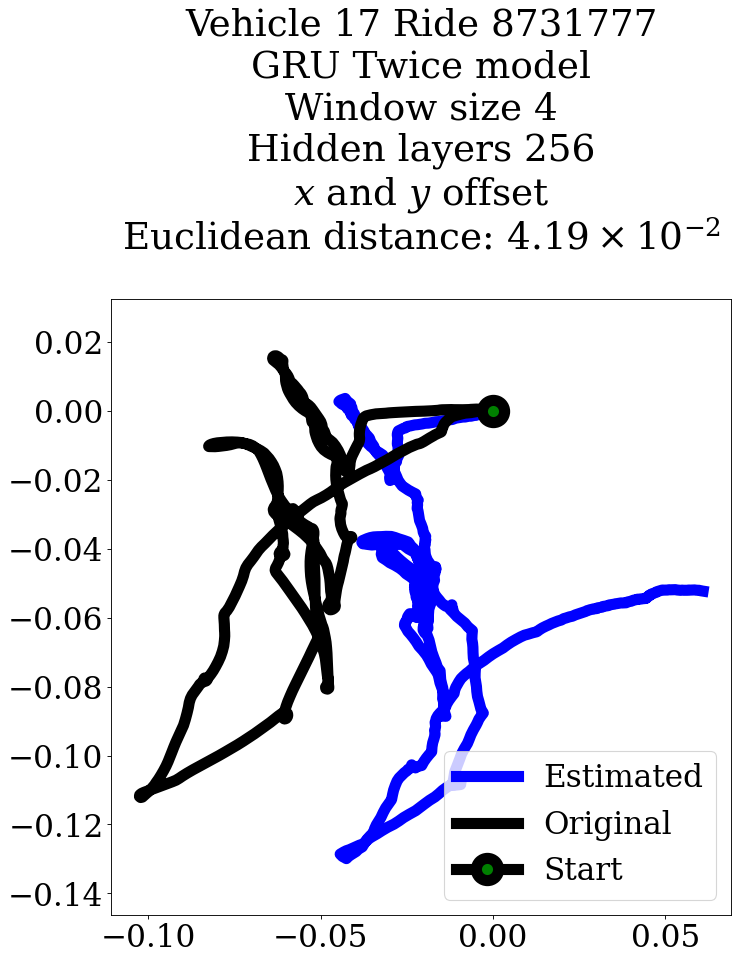 Vehicle 17 Ride 8731777
GRU Twice model
Window size 4
Hidden layers 256
x and y offset
Euclidean distance: 4.19 × 10⁻²
0.02
0.00
−0.02
−0.04
−0.06
−0.08
−0.10
−0.12
−0.14
Estimated
Original
Start
−0.10 −0.05 0.00 0.05